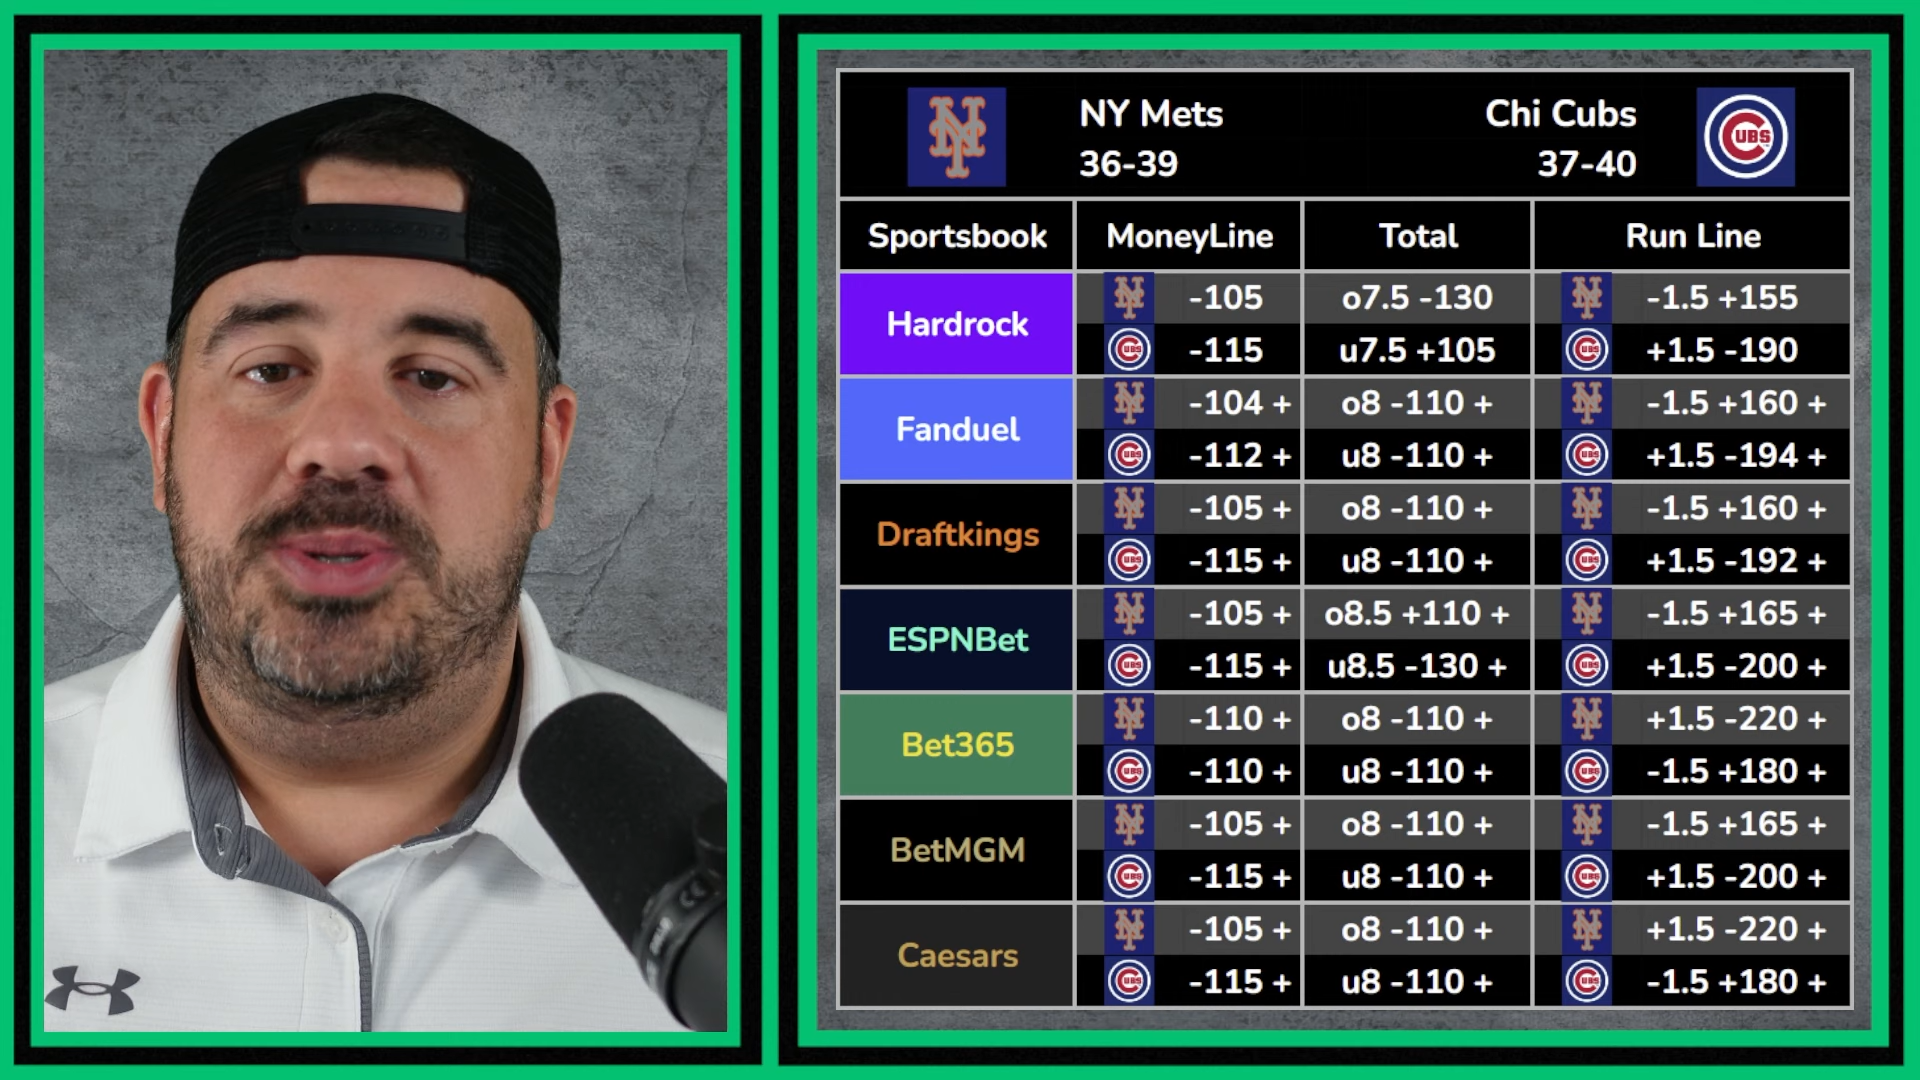 NY Mets
36-39
Chi Cubs
37-40
UBS
Sportsbook MoneyLine Total Run Line
Hardrock
-105 o7.5 -130 -1.5 +155
-115 u7.5 +105 +1.5 -190
Fanduel
-104 + o8 -110 + -1.5 +160 +
-112 + u8 -110 + +1.5 -194 +
Draftkings
-105 + o8 -110 + -1.5 +160 +
-115 + u8 -110 + +1.5 -192 +
ESPNBet
-105 + o8.5 +110 + -1.5 +165 +
-115 + u8.5 -130 + +1.5 -200 +
Bet365
-110 + o8 -110 + +1.5 -220 +
-110 + u8 -110 + -1.5 +180 +
BetMGM
-105 + o8 -110 + -1.5 +165 +
-115 + u8 -110 + +1.5 -200 +
Caesars
-105 + o8 -110 + +1.5 -220 +
-115 + u8 -110 + -1.5 +180 +